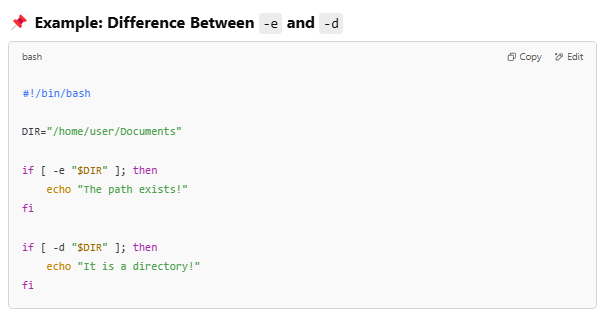 📌 Example: Difference Between -e and -d
bash
Copy
Edit
#!/bin/bash
DIR="/home/user/Documents"
if [ -e "$DIR" ]; then
    echo "The path exists!"
fi
if [ -d "$DIR" ]; then
    echo "It is a directory!"
fi